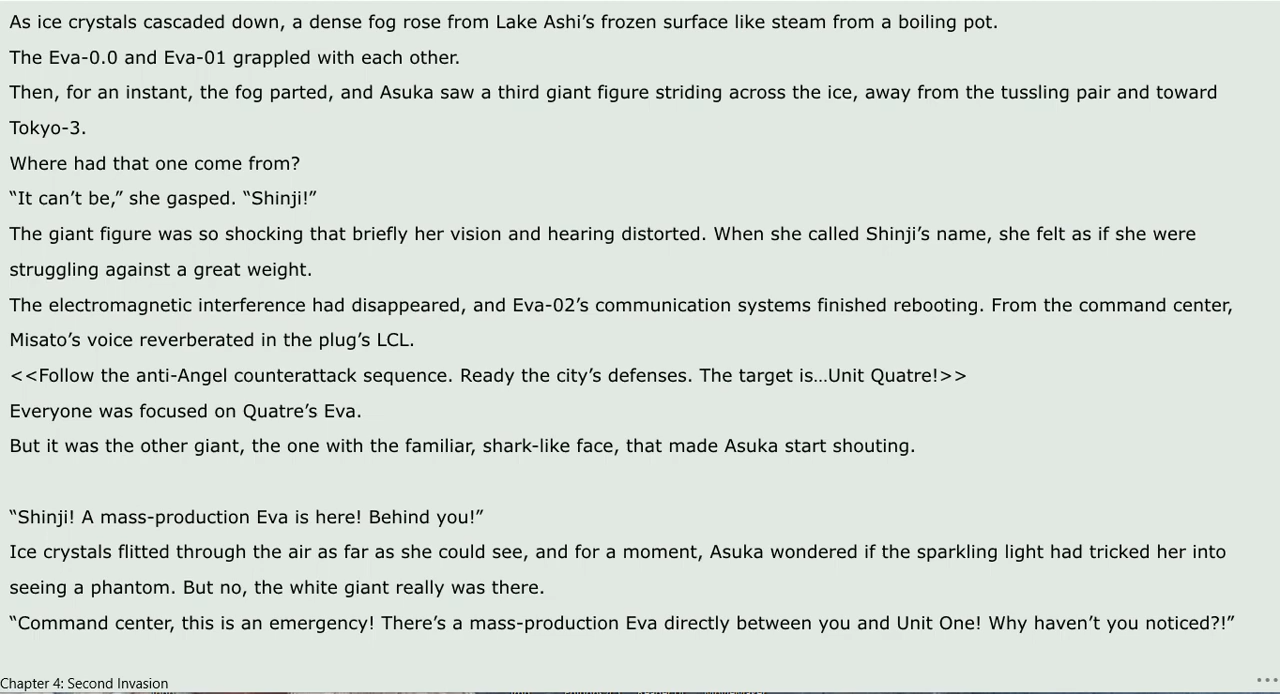 As ice crystals cascaded down, a dense fog rose from Lake Ashi’s frozen surface like steam from a boiling pot.
The Eva-0.0 and Eva-01 grappled with each other.
Then, for an instant, the fog parted, and Asuka saw a third giant figure striding across the ice, away from the tussling pair and toward
Tokyo-3.
Where had that one come from?
“It can’t be,” she gasped. “Shinji!”
The giant figure was so shocking that briefly her vision and hearing distorted. When she called Shinji’s name, she felt as if she were
struggling against a great weight.
The electromagnetic interference had disappeared, and Eva-02’s communication systems finished rebooting. From the command center,
Misato’s voice reverberated in the plug’s LCL.
<<Follow the anti-Angel counterattack sequence. Ready the city’s defenses. The target is…Unit Quatre!>>
Everyone was focused on Quatre’s Eva.
But it was the other giant, the one with the familiar, shark-like face, that made Asuka start shouting.
“Shinji! A mass-production Eva is here! Behind you!”
Ice crystals flitted through the air as far as she could see, and for a moment, Asuka wondered if the sparkling light had tricked her into
seeing a phantom. But no, the white giant really was there.
“Command center, this is an emergency! There’s a mass-production Eva directly between you and Unit One! Why haven’t you noticed?!”
Chapter 4: Second Invasion